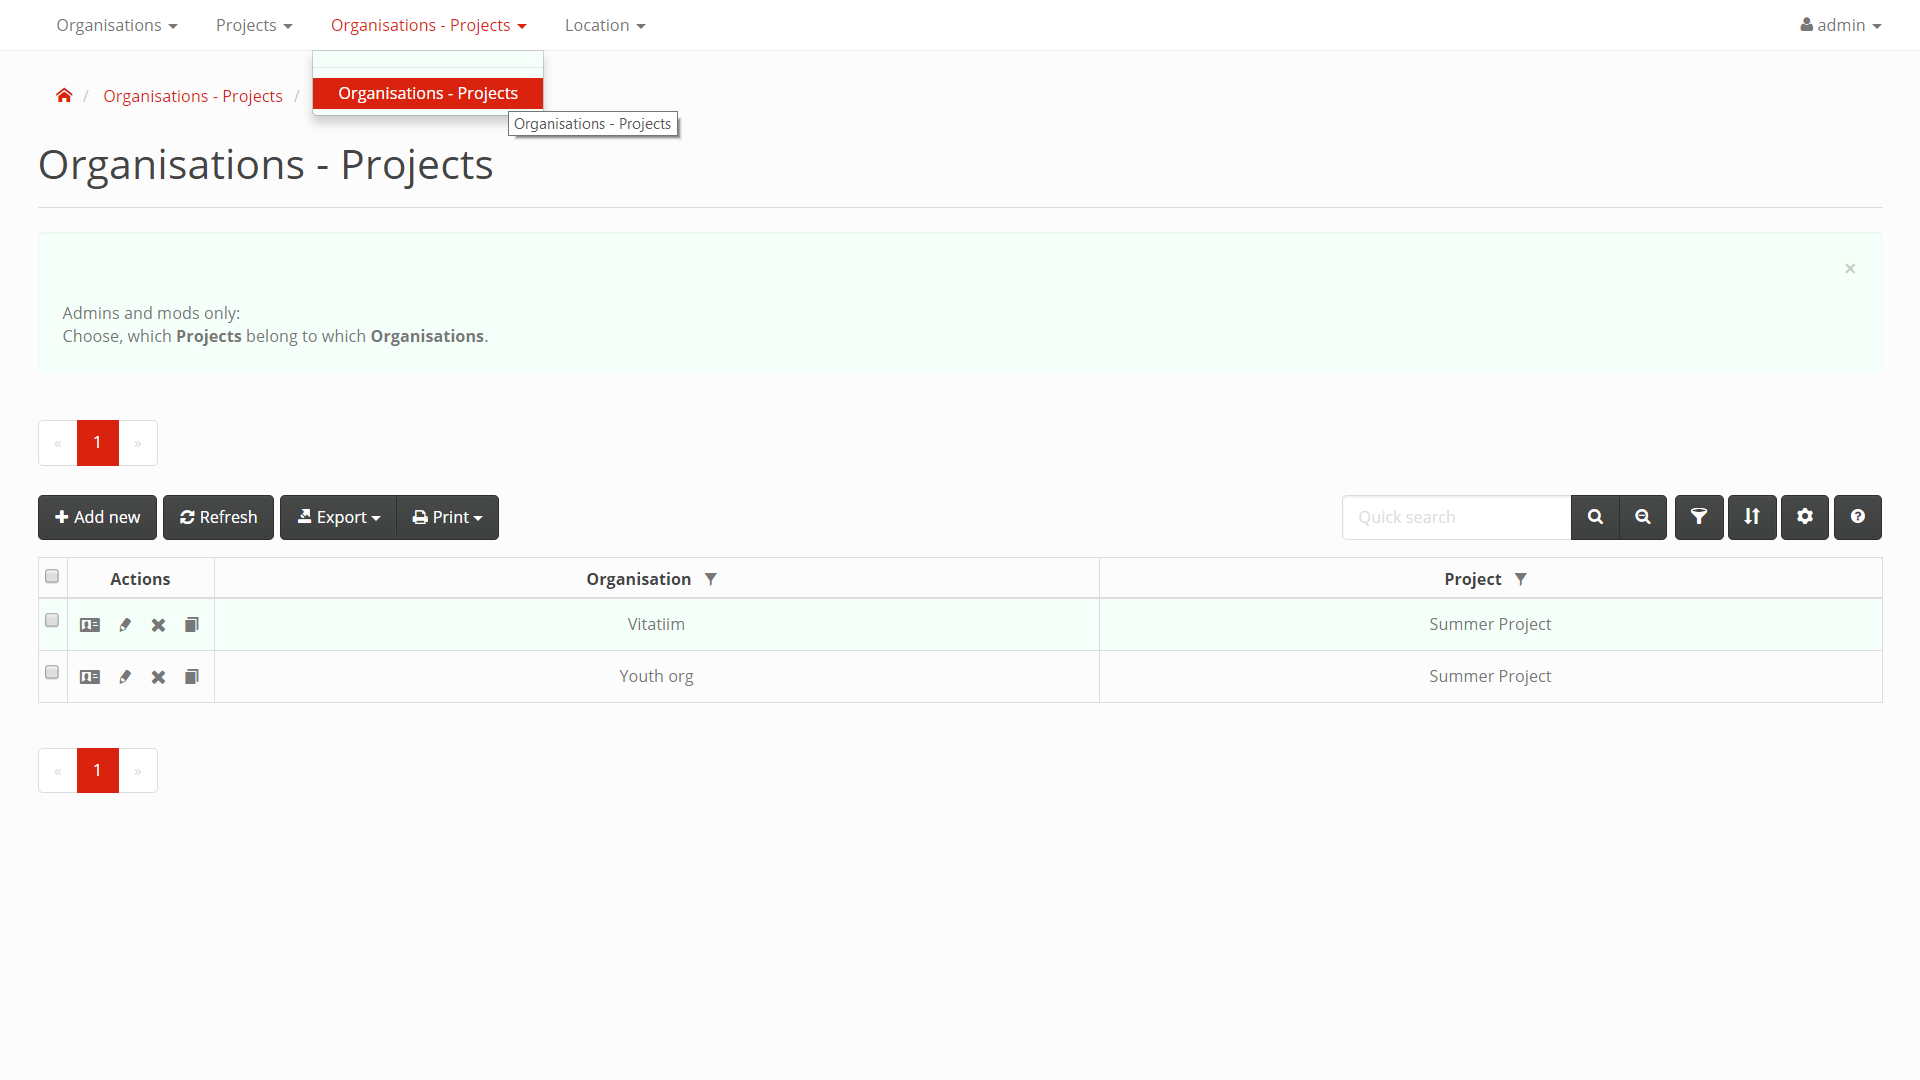 Organisations Projects Organisations - Projects Location admin
Organisations - Projects
/ Organisations - Projects /
Organisations - Projects
Organisations - Projects
×
Admins and mods only:
Choose, which Projects belong to which Organisations.
« 1 »
Add new Refresh Export Print Quick search
Actions Organisation Project
Vitatiim Summer Project
Youth org Summer Project
« 1 »